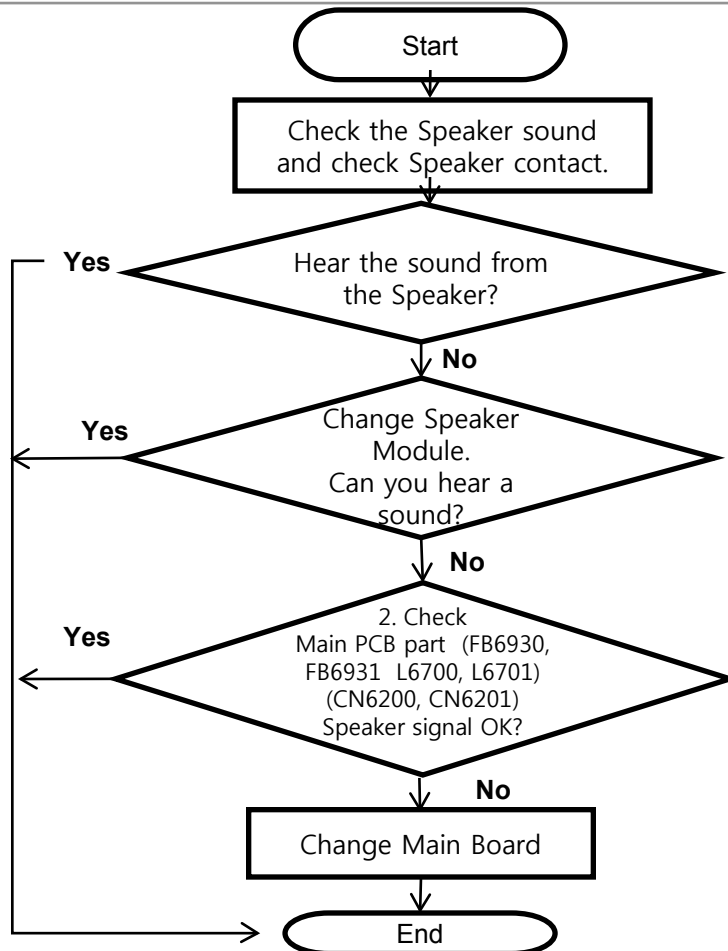 Start
Check the Speaker sound
and check Speaker contact.
Yes
Hear the sound from
the Speaker?
No
Yes
Change Speaker
Module.
Can you hear a
sound?
No
Yes
2. Check
Main PCB part (FB6930,
FB6931 L6700, L6701)
(CN6200, CN6201)
Speaker signal OK?
No
Change Main Board
End